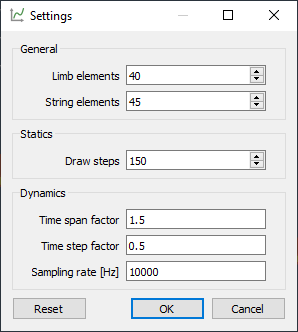 Settings
General
Limb elements 40
String elements 45
Statics
Draw steps 150
Dynamics
Time span factor 1.5
Time step factor 0.5
Sampling rate [Hz] 10000
Reset OK Cancel